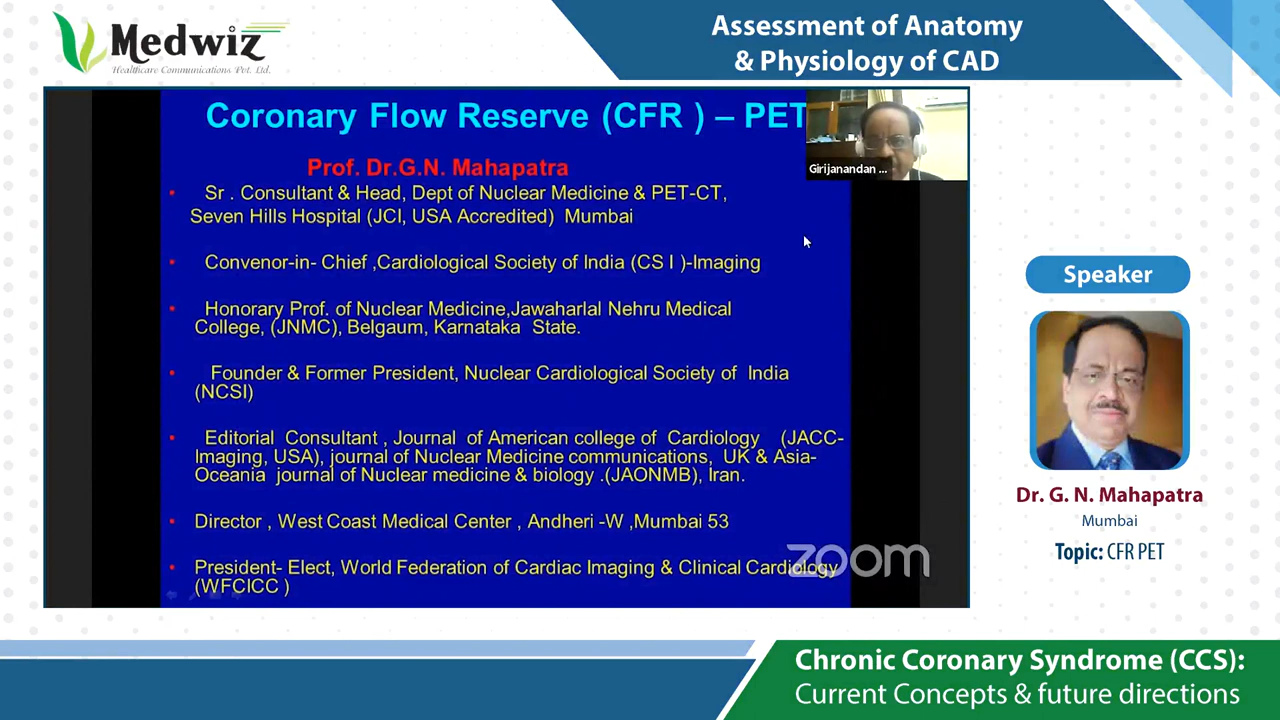 Medwiz
Healthcare Communications Pvt. Ltd.
Assessment of Anatomy
& Physiology of CAD
Coronary Flow Reserve (CFR ) – PET
Girijanandan ...
Prof. Dr.G.N. Mahapatra
• Sr . Consultant & Head, Dept of Nuclear Medicine & PET-CT,
Seven Hills Hospital (JCI, USA Accredited) Mumbai
• Convenor-in- Chief ,Cardiological Society of India (CS I )-Imaging
• Honorary Prof. of Nuclear Medicine,Jawaharlal Nehru Medical
College, (JNMC), Belgaum, Karnataka State.
• Founder & Former President, Nuclear Cardiological Society of India
(NCSI)
• Editorial Consultant , Journal of American college of Cardiology (JACC-
Imaging, USA), journal of Nuclear Medicine communications, UK & Asia-
Oceania journal of Nuclear medicine & biology .(JAONMB), Iran.
• Director , West Coast Medical Center , Andheri -W ,Mumbai 53
• President- Elect, World Federation of Cardiac Imaging & Clinical Cardiology
(WFCICC )
zoom
Speaker
Dr. G. N. Mahapatra
Mumbai
Topic: CFR PET
Chronic Coronary Syndrome (CCS):
Current Concepts & future directions